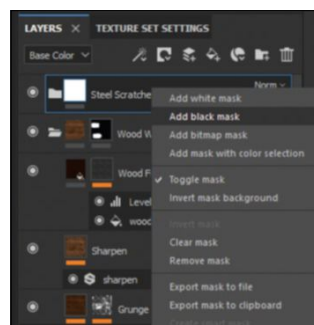 LAYERS × TEXTURE SET SETTINGS
Base Color
Norm
Steel Scratche
Add white mask
Add black mask
Wood W
Add bitmap mask
Add mask with color selection
Wood F
Toggle mask
Level
Invert mask background
wood
Invert mask
Clear mask
Sharpen
Remove mask
sharpen
Export mask to file
Grunge
Export mask to clipboard